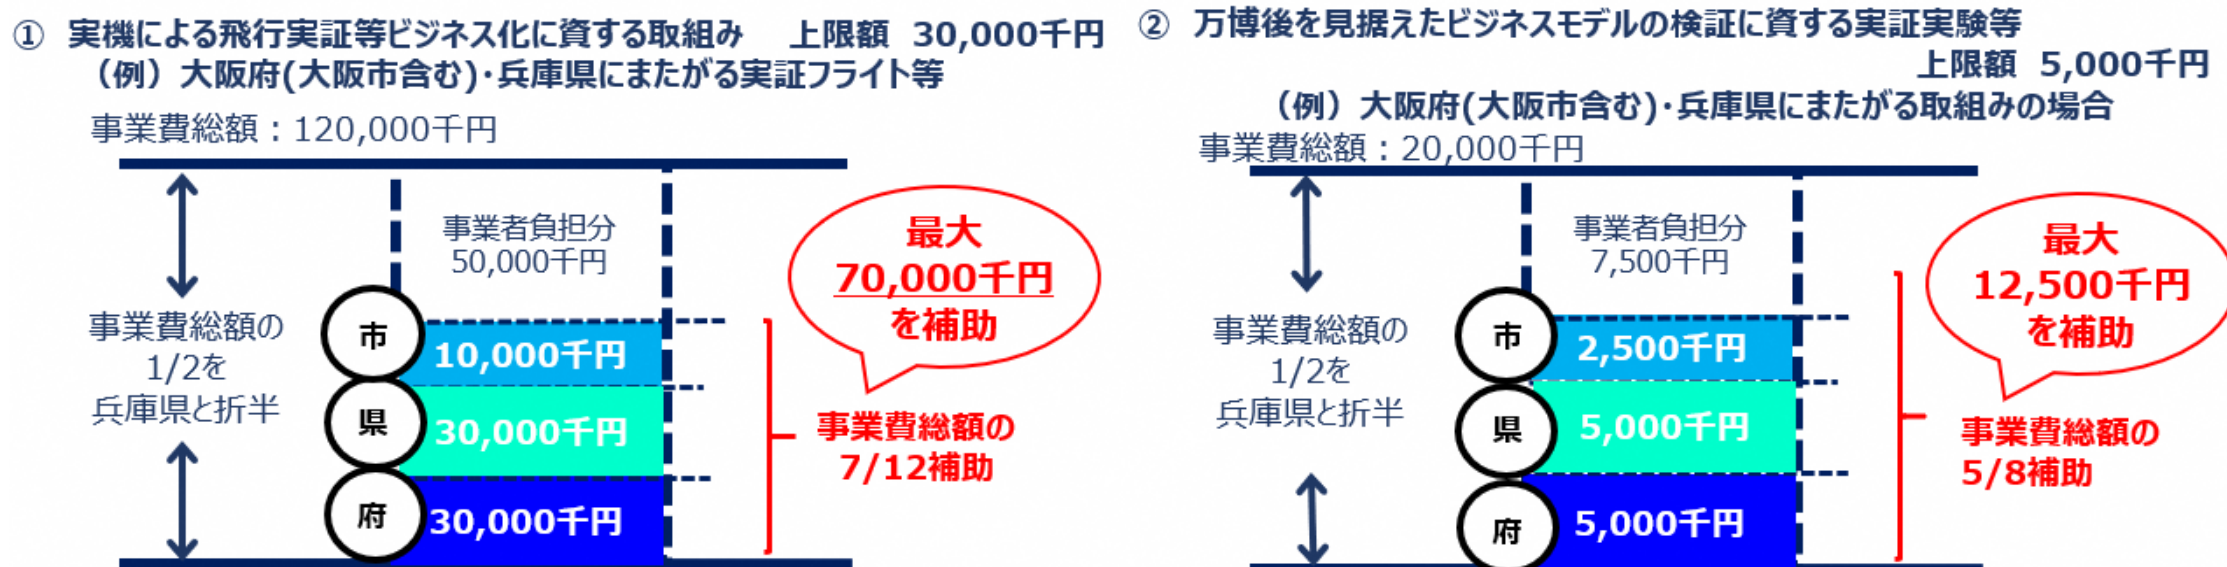 ① 実機による飛行実証等ビジネス化に資する取組み 上限額 30,000千円
（例）大阪府(大阪市含む)・兵庫県にまたがる実証フライト等
事業費総額：120,000千円
事業者負担分
50,000千円
最大
70,000千円
を補助
事業費総額の
1/2を
兵庫県と折半
市
10,000千円
県
30,000千円
府
30,000千円
事業費総額の
7/12補助
② 万博後を見据えたビジネスモデルの検証に資する実証実験等
上限額 5,000千円
（例）大阪府(大阪市含む)・兵庫県にまたがる取組みの場合
事業費総額：20,000千円
事業者負担分
7,500千円
最大
12,500千円
を補助
事業費総額の
1/2を
兵庫県と折半
市
2,500千円
県
5,000千円
府
5,000千円
事業費総額の
5/8補助